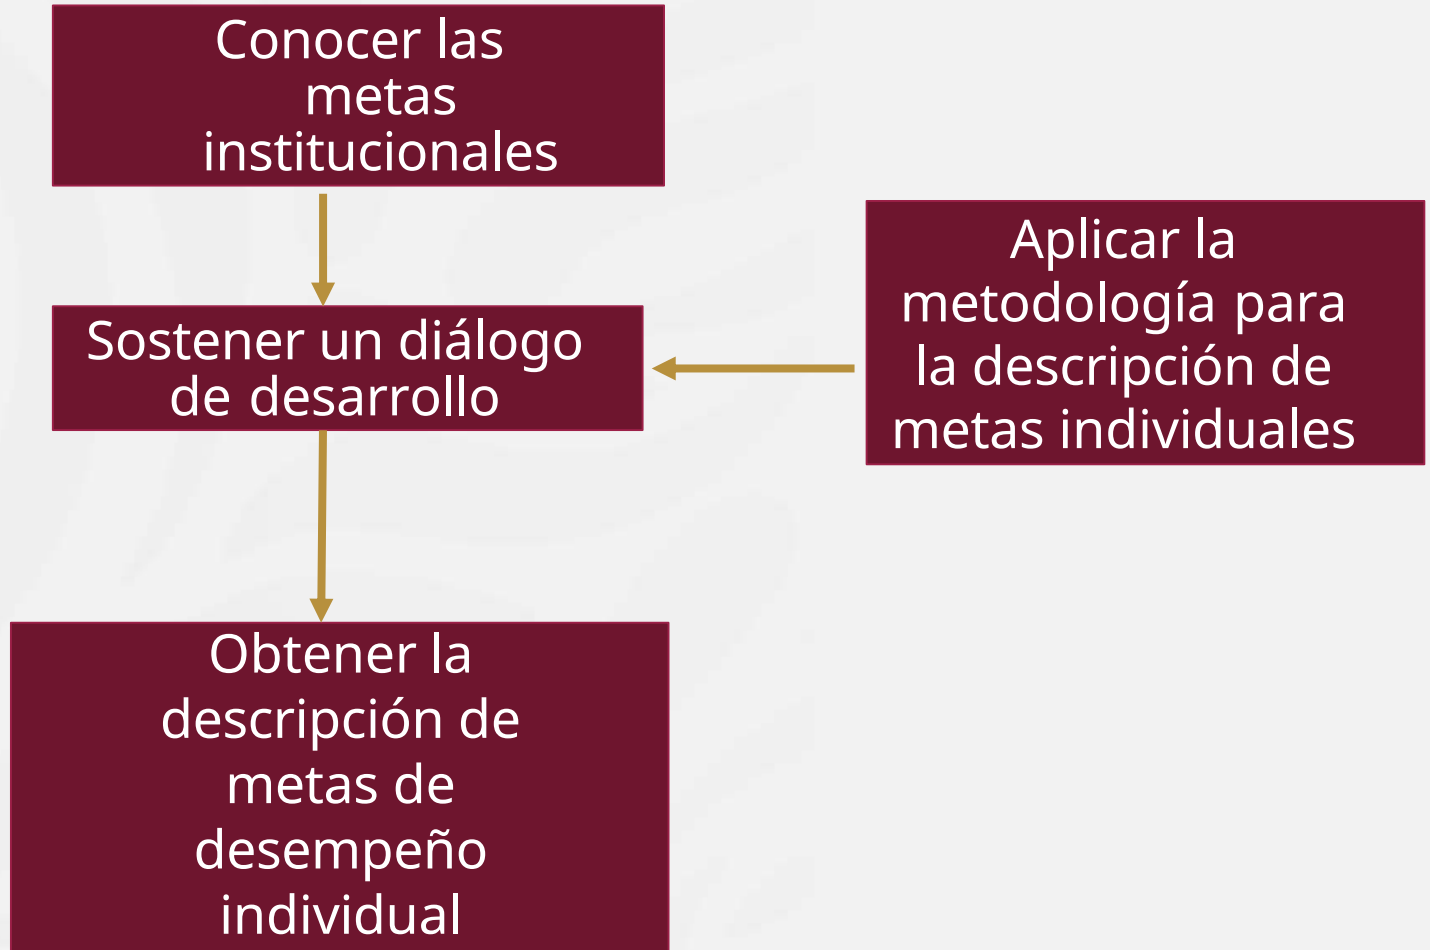 Conocer las
metas
institucionales
Sostener un diálogo
de desarrollo
Aplicar la
metodología para
la descripción de
metas individuales
Obtener la
descripción de
metas de
desempeño
individual